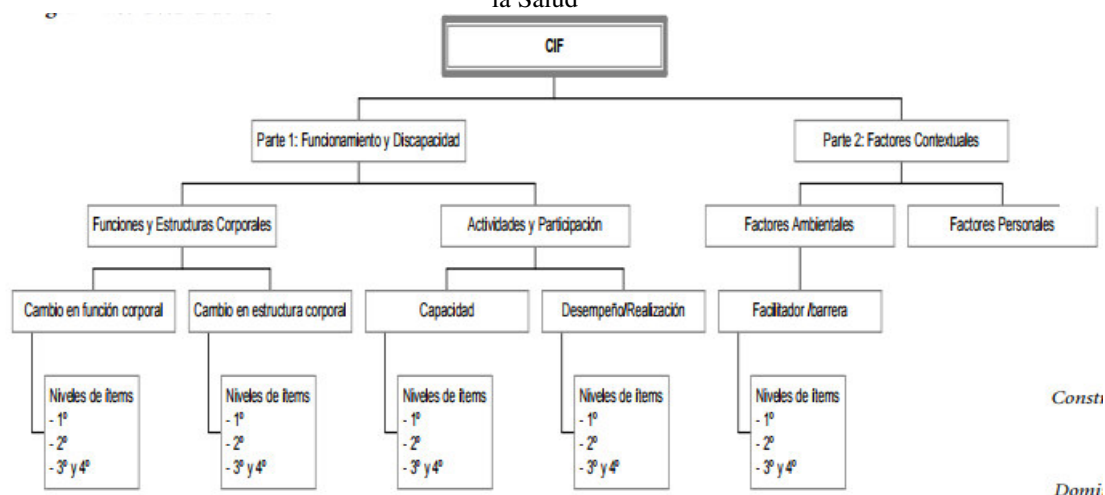 la Salud
CIF
Parte 1: Funcionamiento y Discapacidad
Parte 2: Factores Contextuales
Funciones y Estructuras Corporales
Actividades y Participación
Factores Ambientales
Factores Personales
Cambio en función corporal
Cambio en estructura corporal
Capacidad
Desempeño/Realización
Facilitador /barrera
Niveles de ítems
- 1º
- 2º
- 3º y 4º
Niveles de ítems
- 1º
- 2º
- 3º y 4º
Niveles de ítems
- 1º
- 2º
- 3º y 4º
Niveles de ítems
- 1º
- 2º
- 3º y 4º
Niveles de ítems
- 1º
- 2º
- 3º y 4º
Constr